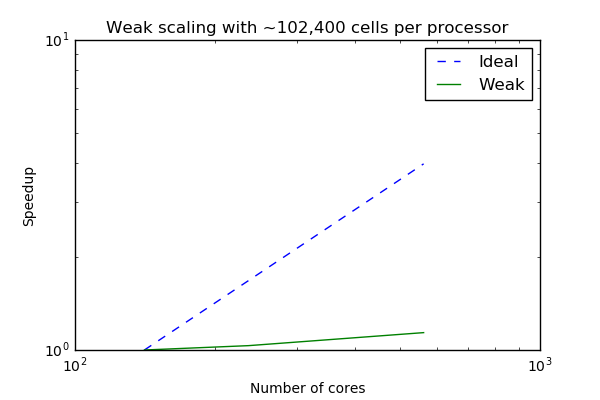 Weak scaling with ~102,400 cells per processor
10^1
Ideal
Weak
Speedup
10^0
10^2
10^3
Number of cores